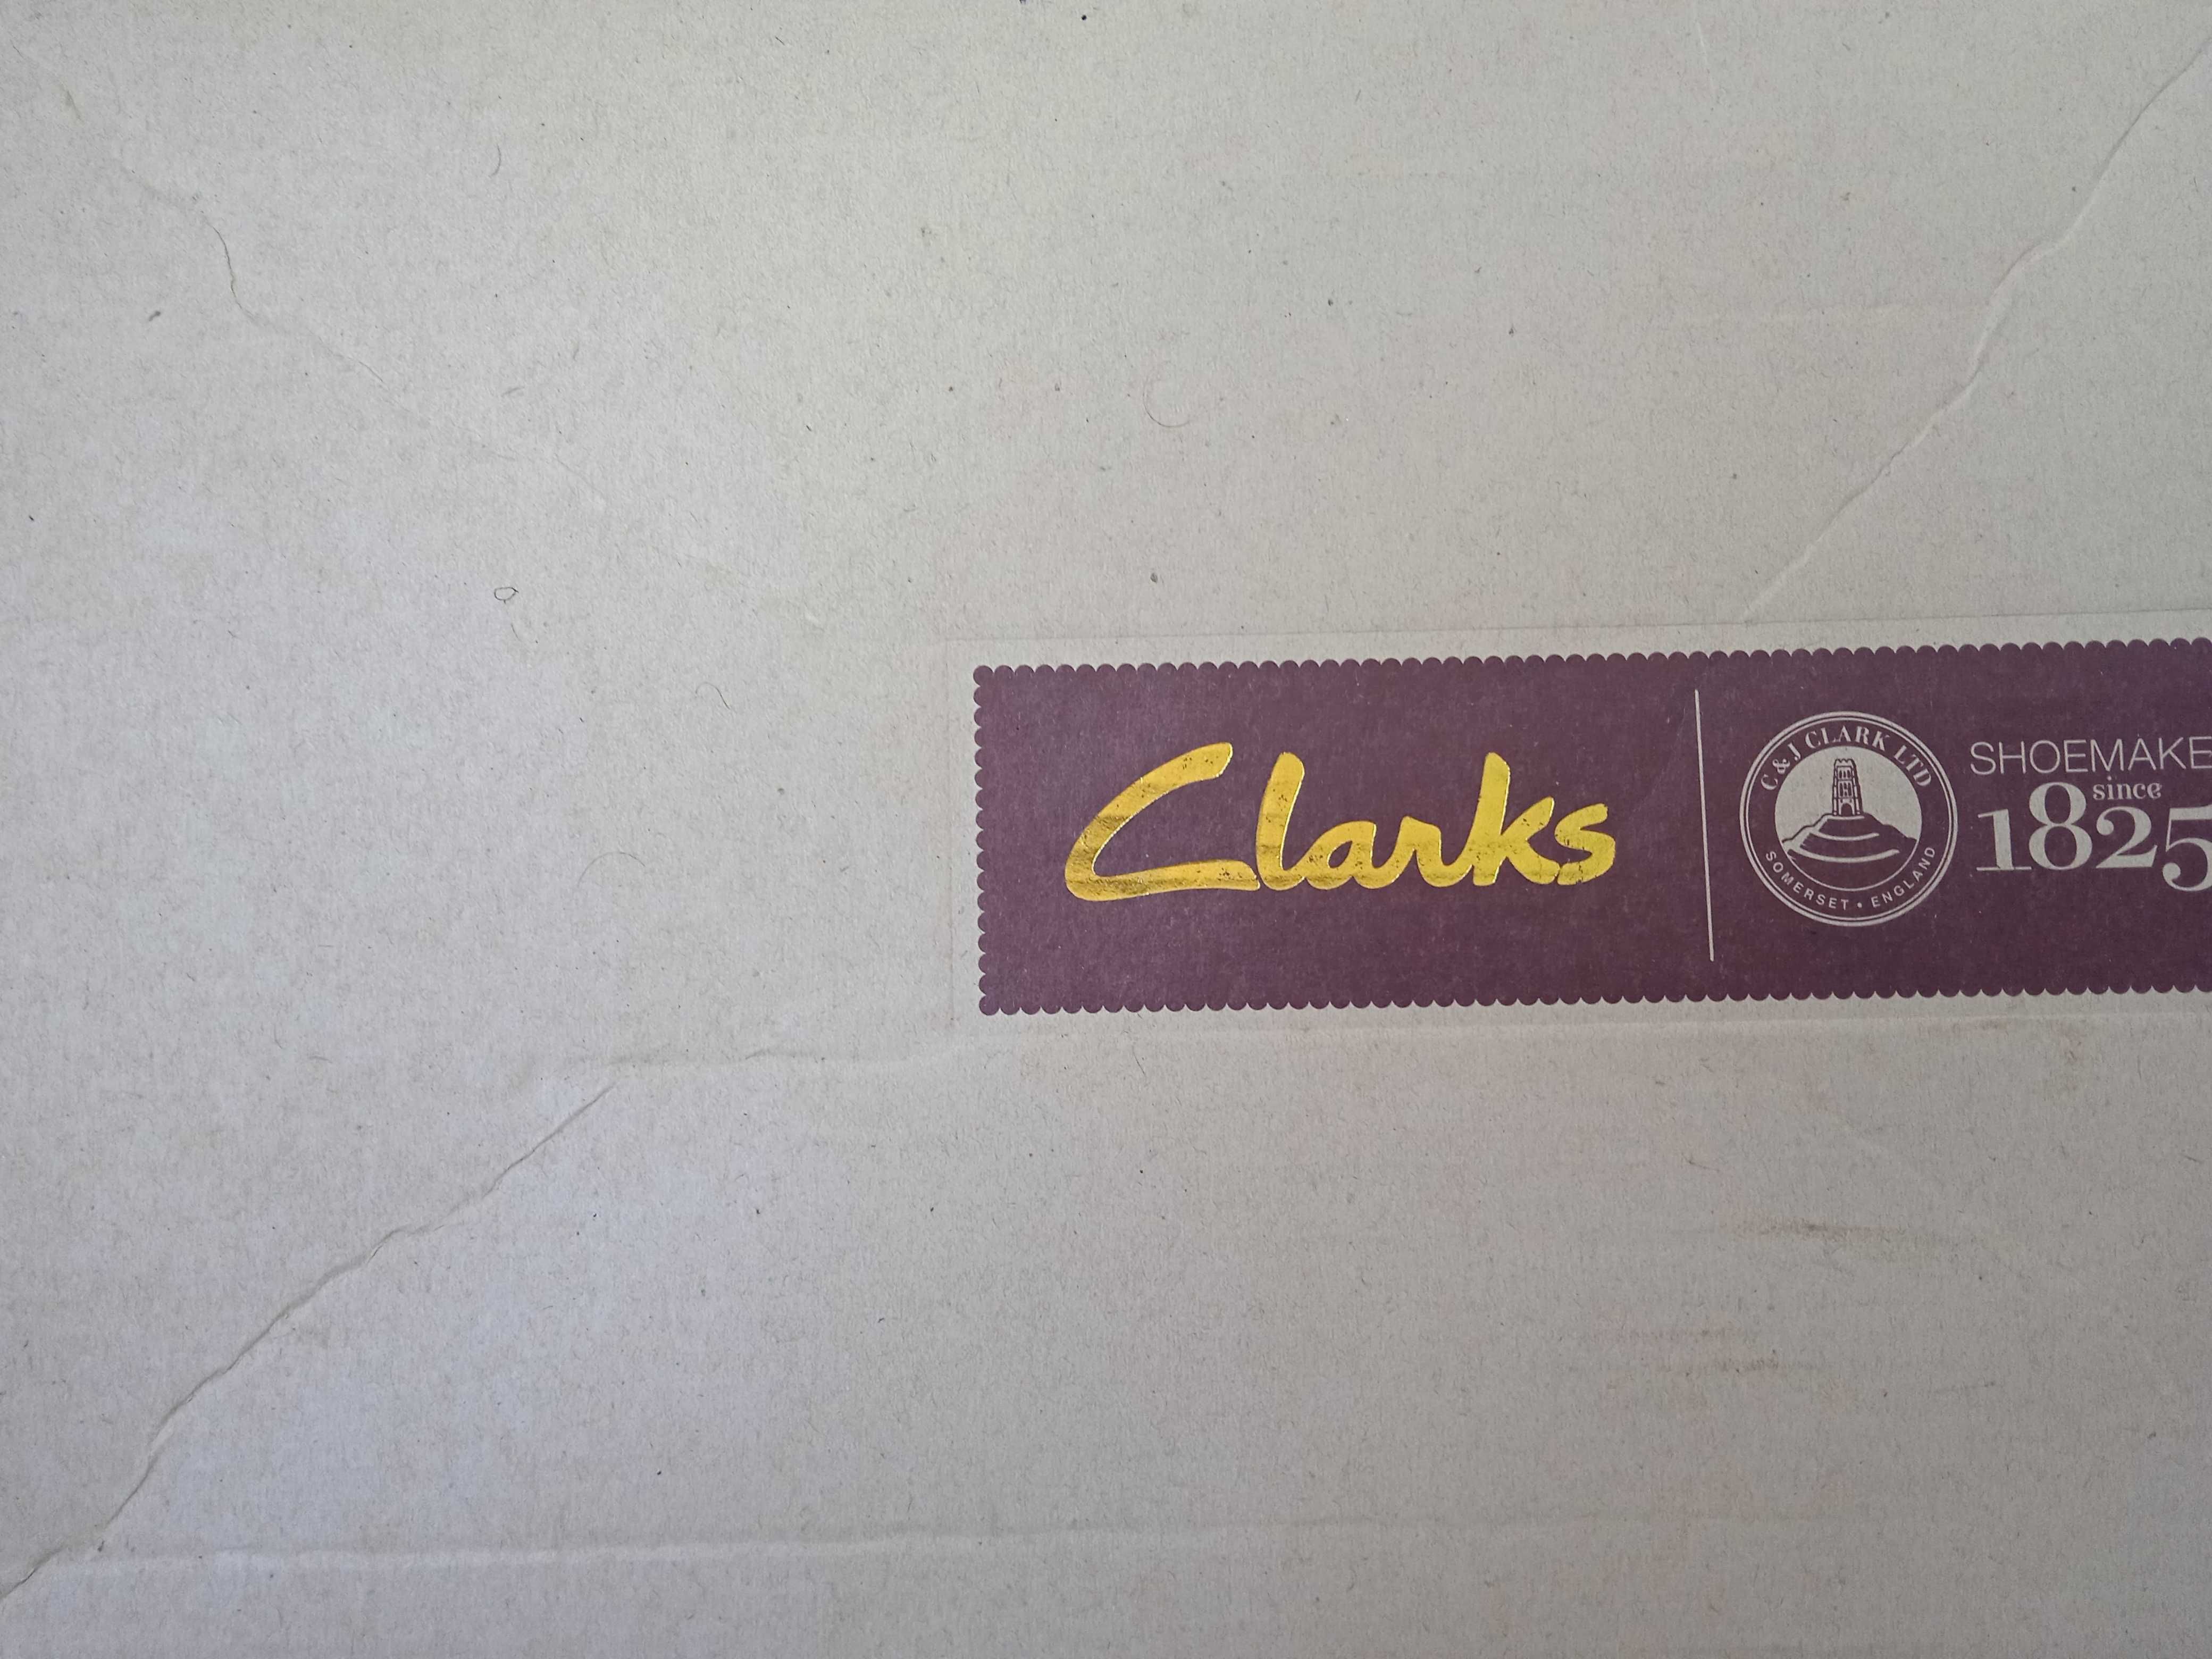 Clarks
C & J CLARK LTD
SOMERSET • ENGLAND
SHOEMAKE
since
1825